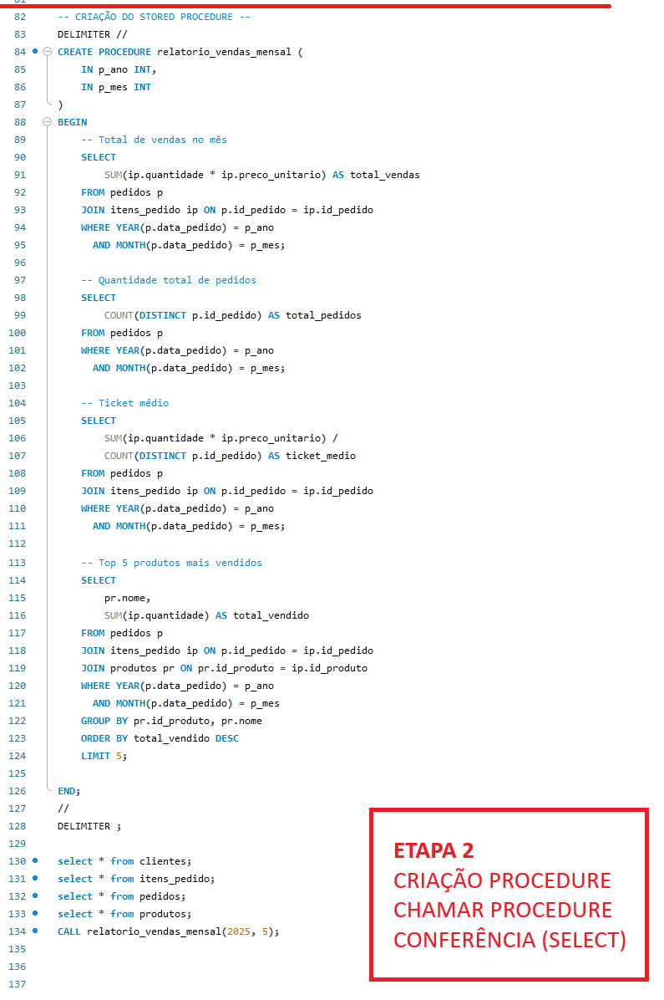 81
82 -- CRIAÇÃO DO STORED PROCEDURE --
83 DELIMITER //
84 CREATE PROCEDURE relatorio_vendas_mensal (
85 IN p_ano INT,
86 IN p_mes INT
87 )
88 BEGIN
89 -- Total de vendas no mês
90 SELECT
91 SUM(ip.quantidade * ip.preco_unitario) AS total_vendas
92 FROM pedidos p
93 JOIN itens_pedido ip ON p.id_pedido = ip.id_pedido
94 WHERE YEAR(p.data_pedido) = p_ano
95 AND MONTH(p.data_pedido) = p_mes;
96
97 -- Quantidade total de pedidos
98 SELECT
99 COUNT(DISTINCT p.id_pedido) AS total_pedidos
100 FROM pedidos p
101 WHERE YEAR(p.data_pedido) = p_ano
102 AND MONTH(p.data_pedido) = p_mes;
103
104 -- Ticket médio
105 SELECT
106 SUM(ip.quantidade * ip.preco_unitario) /
107 COUNT(DISTINCT p.id_pedido) AS ticket_medio
108 FROM pedidos p
109 JOIN itens_pedido ip ON p.id_pedido = ip.id_pedido
110 WHERE YEAR(p.data_pedido) = p_ano
111 AND MONTH(p.data_pedido) = p_mes;
112
113 -- Top 5 produtos mais vendidos
114 SELECT
115 pr.nome,
116 SUM(ip.quantidade) AS total_vendido
117 FROM pedidos p
118 JOIN itens_pedido ip ON p.id_pedido = ip.id_pedido
119 JOIN produtos pr ON pr.id_produto = ip.id_produto
120 WHERE YEAR(p.data_pedido) = p_ano
121 AND MONTH(p.data_pedido) = p_mes
122 GROUP BY pr.id_produto, pr.nome
123 ORDER BY total_vendido DESC
124 LIMIT 5;
125
126 END;
127 //
128 DELIMITER ;
129
130 select * from clientes;
131 select * from itens_pedido;
132 select * from pedidos;
133 select * from produtos;
134 CALL relatorio_vendas_mensal(2025, 5);
135
136
137
ETAPA 2
CRIAÇÃO PROCEDURE
CHAMAR PROCEDURE
CONFERÊNCIA (SELECT)